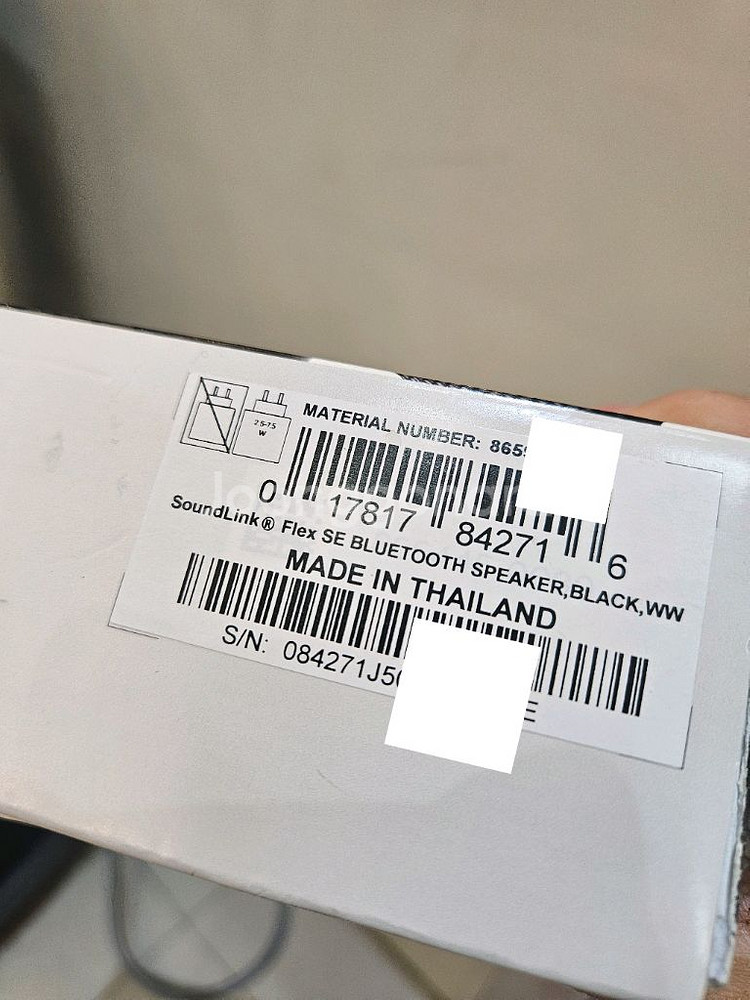 2.5-7.5
W
MATERIAL NUMBER: 865
0 17817 84271 6
SoundLink® Flex SE BLUETOOTH SPEAKER,BLACK,WW
MADE IN THAILAND
S/N: 084271J5 E